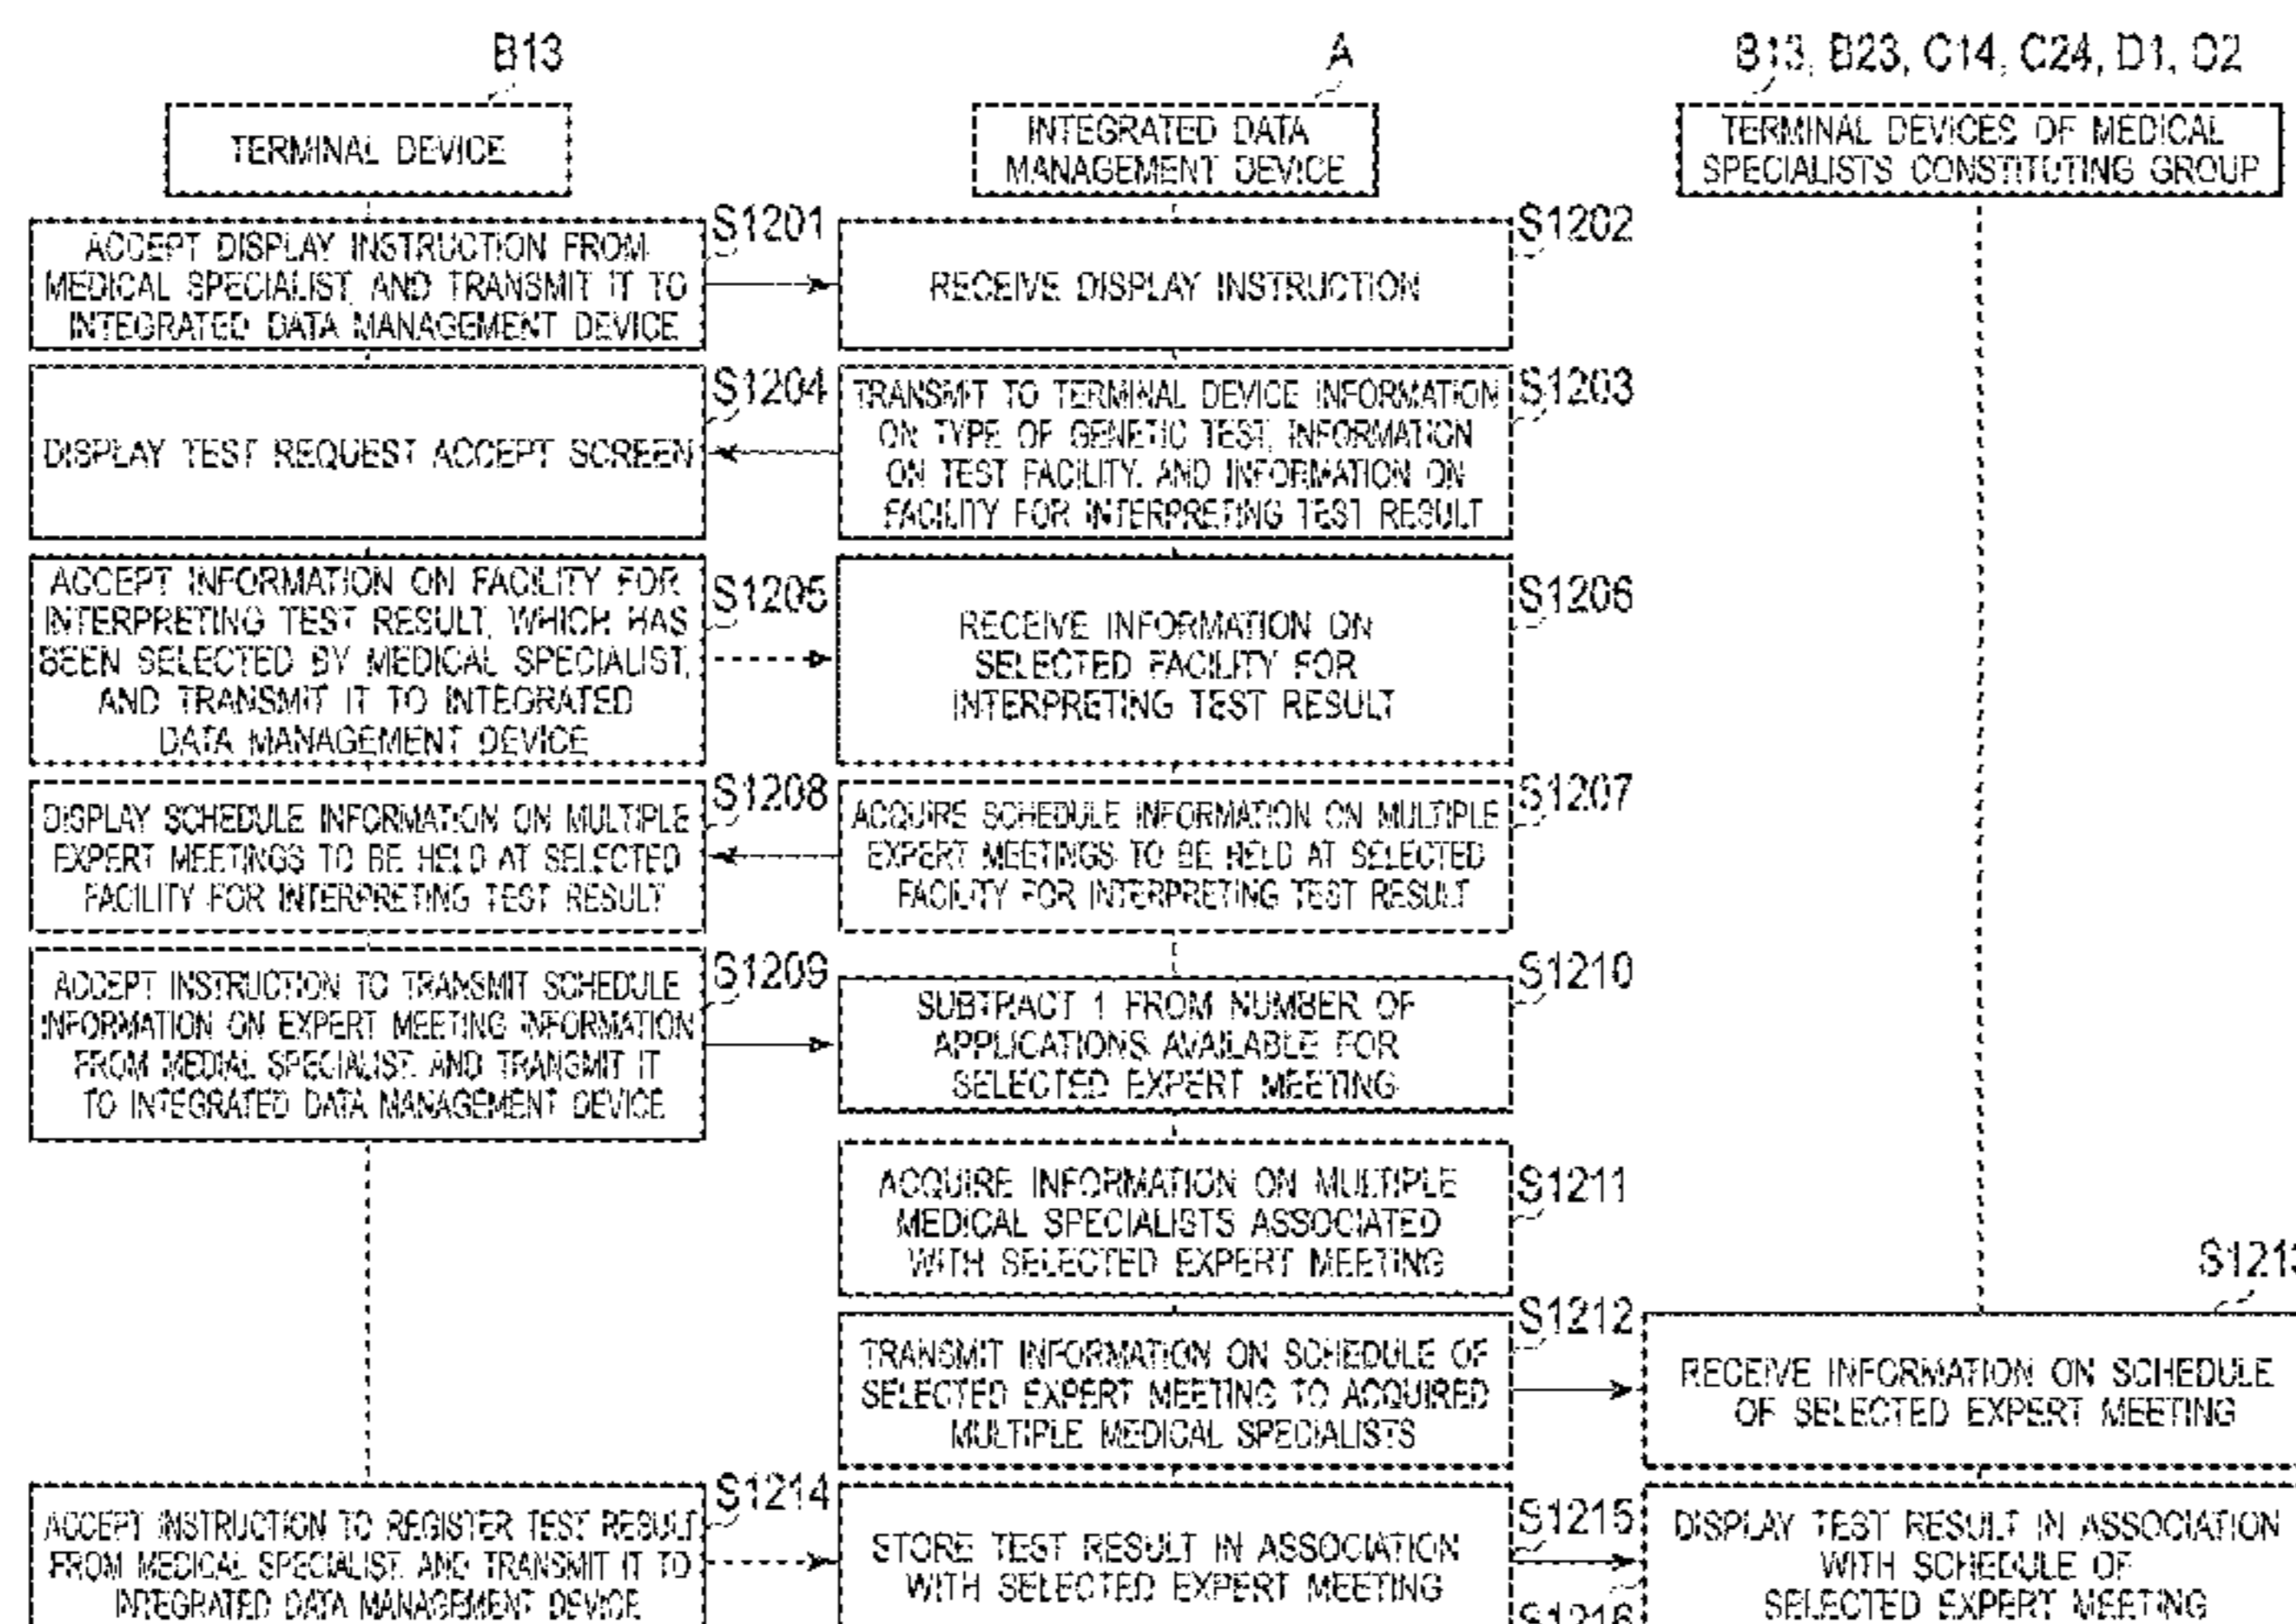 B13
A
B13, B23, C14, C24, D1, D2
TERMINAL DEVICE
INTEGRATED DATA
MANAGEMENT DEVICE
TERMINAL DEVICES OF MEDICAL
SPECIALISTS CONSTITUTING GROUP
S1201
ACCEPT DISPLAY INSTRUCTION FROM
MEDICAL SPECIALIST, AND TRANSMIT IT TO
INTEGRATED DATA MANAGEMENT DEVICE
S1202
RECEIVE DISPLAY INSTRUCTION
S1204
DISPLAY TEST REQUEST ACCEPT SCREEN
S1203
TRANSMIT TO TERMINAL DEVICE INFORMATION
ON TYPE OF GENETIC TEST, INFORMATION
ON TEST FACILITY, AND INFORMATION ON
FACILITY FOR INTERPRETING TEST RESULT
S1205
ACCEPT INFORMATION ON FACILITY FOR
INTERPRETING TEST RESULT, WHICH HAS
BEEN SELECTED BY MEDICAL SPECIALIST,
AND TRANSMIT IT TO INTEGRATED
DATA MANAGEMENT DEVICE
S1206
RECEIVE INFORMATION ON
SELECTED FACILITY FOR
INTERPRETING TEST RESULT
S1208
DISPLAY SCHEDULE INFORMATION ON MULTIPLE
EXPERT MEETINGS TO BE HELD AT SELECTED
FACILITY FOR INTERPRETING TEST RESULT
S1207
ACQUIRE SCHEDULE INFORMATION ON MULTIPLE
EXPERT MEETINGS TO BE HELD AT SELECTED
FACILITY FOR INTERPRETING TEST RESULT
S1209
ACCEPT INSTRUCTION TO TRANSMIT SCHEDULE
INFORMATION ON EXPERT MEETING INFORMATION
FROM MEDIAL SPECIALIST, AND TRANSMIT IT
TO INTEGRATED DATA MANAGEMENT DEVICE
S1210
SUBTRACT 1 FROM NUMBER OF
APPLICATIONS AVAILABLE FOR
SELECTED EXPERT MEETING
S1211
ACQUIRE INFORMATION ON MULTIPLE
MEDICAL SPECIALISTS ASSOCIATED
WITH SELECTED EXPERT MEETING
S1212
TRANSMIT INFORMATION ON SCHEDULE OF
SELECTED EXPERT MEETING TO ACQUIRED
MULTIPLE MEDICAL SPECIALISTS
S1213
RECEIVE INFORMATION ON SCHEDULE
OF SELECTED EXPERT MEETING
S1214
ACCEPT INSTRUCTION TO REGISTER TEST RESULT
FROM MEDICAL SPECIALIST, AND TRANSMIT IT TO
INTEGRATED DATA MANAGEMENT DEVICE
S1215
STORE TEST RESULT IN ASSOCIATION
WITH SELECTED EXPERT MEETING
S1216
DISPLAY TEST RESULT IN ASSOCIATION
WITH SCHEDULE OF
SELECTED EXPERT MEETING